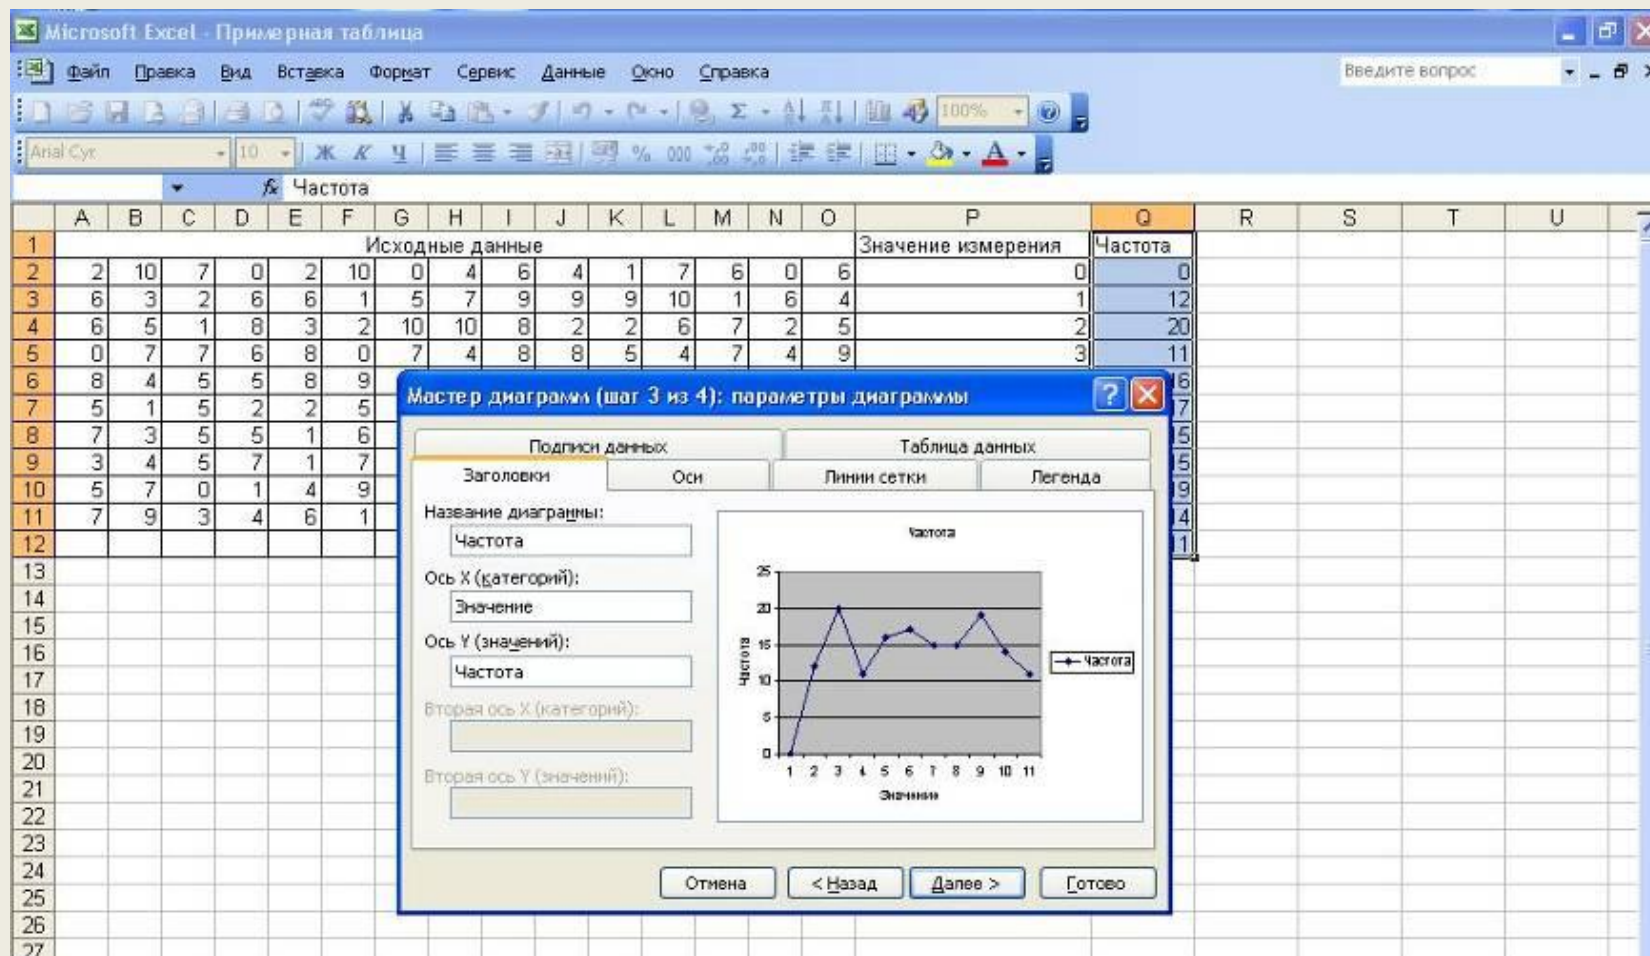 Microsoft Excel - Примерная таблица
Файл Правка Вид Вставка Формат Сервис Данные Окно Справка Введите вопрос
100%
Arial Cyr 10 Ж К Ч % 000
fx Частота
A B C D E F G H I J K L M N O P Q R S T U
1 Исходные данные Значение измерения Частота
2 2 10 7 0 2 10 0 4 6 4 1 7 6 0 6 0 0
3 6 3 2 6 6 1 5 7 9 9 9 10 1 6 4 1 12
4 6 5 1 8 3 2 10 10 8 2 2 6 7 2 5 2 20
5 0 7 7 6 8 0 7 4 8 8 5 4 7 4 9 3 11
6 8 4 5 5 8 9 16
7 5 1 5 2 2 5 17
8 7 3 5 5 1 6 5
9 3 4 5 7 1 7 5
10 5 7 0 1 4 9 9
11 7 9 3 4 6 1 4
12 11
13
14
15
16
17
18
19
20
21
22
23
24
25
26
27
Мастер диаграмм (шаг 3 из 4): параметры диаграммы
Подписи данных Таблица данных
Заголовки Оси Линии сетки Легенда
Название диаграммы:
Частота
Ось X (категорий):
Значение
Ось Y (значений):
Частота
Вторая ось X (категорий):
Вторая ось Y (значений):
Частота
25
20
15
10
5
0
Частота
1 2 3 4 5 6 7 8 9 10 11
Значение
Частота
Отмена < Назад Далее > Готово